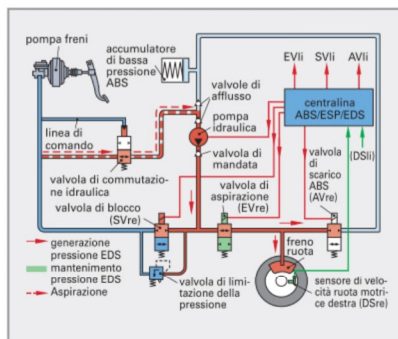 pompa freni
accumulatore
di bassa
pressione
ABS
EVli
SVli
AVli
valvole di
afflusso
pompa
idraulica
centralina
ABS/ESP/EDS
linea di
comando
valvola di
mandata
valvola di
scarico
ABS
(AVre)
(DSli)
valvola di commutazio-
ne idraulica
valvola di
aspirazione
(EVre)
valvola di blocco
(SVre)
generazione
pressione EDS
mantenimento
pressione EDS
Aspirazione
valvola di limi-
tazione della
pressione
freno
ruota
sensore di velo-
cità ruota motri-
ce destra (DSre)